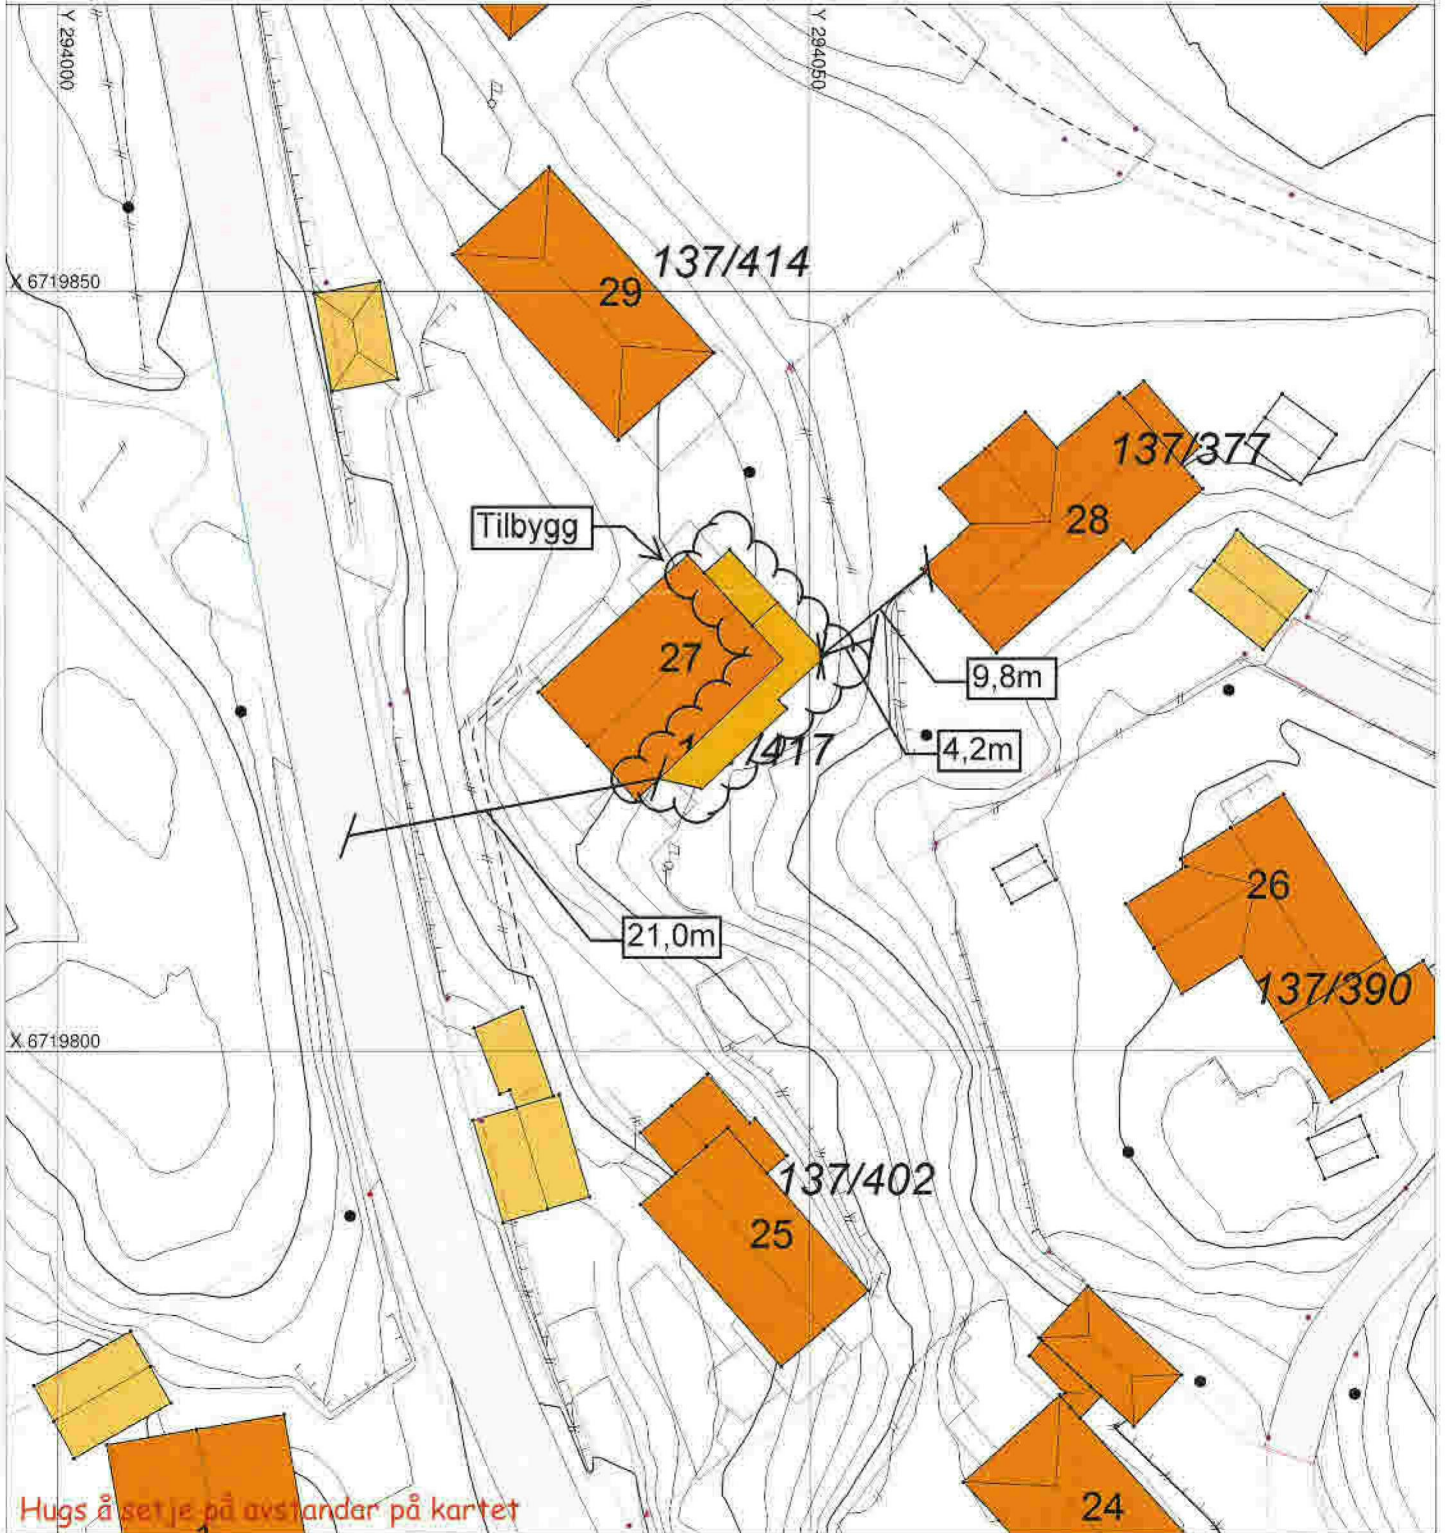 Y 294000
Y 294050
137/414
X 6719850
29
137/377
28
Tilbygg
27
9,8m
/417
4,2m
26
21,0m
137/390
X 6719800
137/402
25
24
Hugs å setje på avstandar på kartet